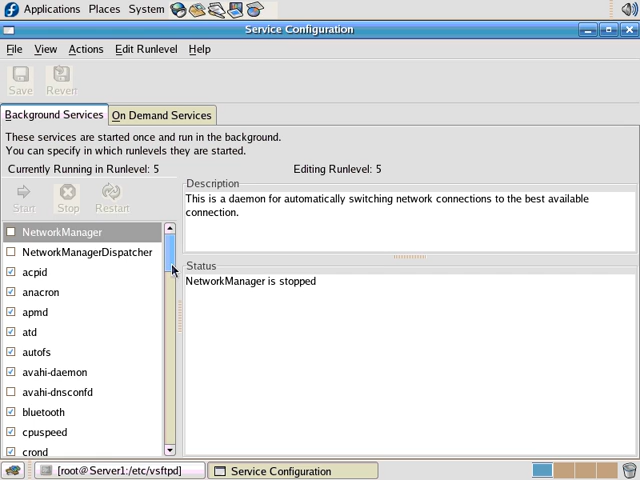 Applications Places System
Service Configuration
File View Actions Edit Runlevel Help
Save Revert
Background Services On Demand Services
These services are started once and run in the background.
You can specify in which runlevels they are started.
Currently Running in Runlevel: 5 Editing Runlevel: 5
Start Stop Restart
Description
This is a daemon for automatically switching network connections to the best available
connection.
NetworkManager
NetworkManagerDispatcher
acpid
anacron
apmd
atd
autofs
avahi-daemon
avahi-dnsconfd
bluetooth
cpuspeed
crond
Status
NetworkManager is stopped
[root@Server1:/etc/vsftpd] Service Configuration